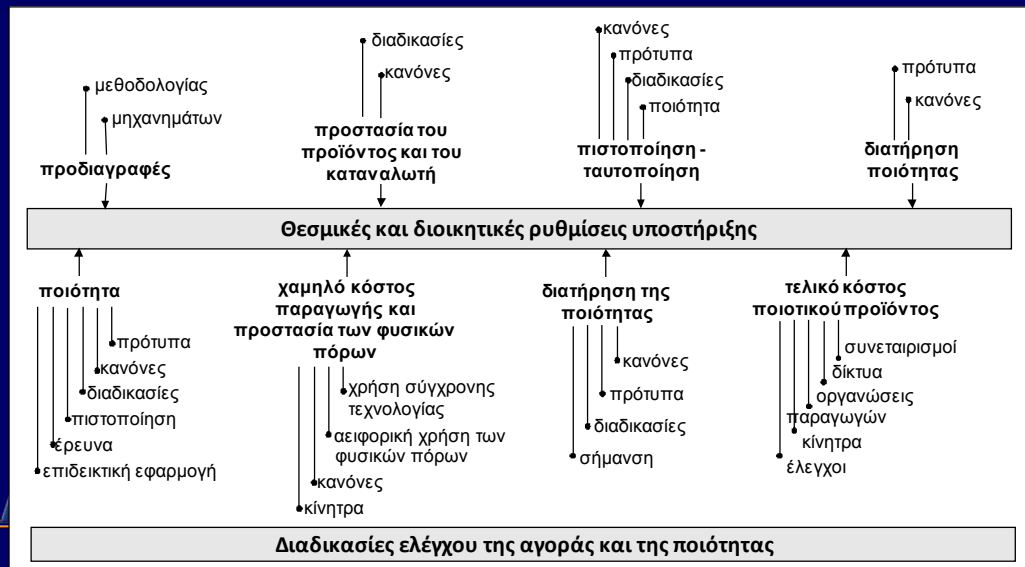 διαδικασίες
κανόνες
κανόνες
πρότυπα
διαδικασίες
ποιότητα
πρότυπα
κανόνες
μεθοδολογίας
μηχανημάτων
προδιαγραφές
προστασία του
προϊόντος και του
καταναλωτή
πιστοποίηση -
ταυτοποίηση
διατήρηση
ποιότητας
Θεσμικές και διοικητικές ρυθμίσεις υποστήριξης
ποιότητα
πρότυπα
κανόνες
διαδικασίες
πιστοποίηση
έρευνα
επιδεικτική εφαρμογή
χαμηλό κόστος
παραγωγής και
προστασία των φυσικών
πόρων
χρήση σύγχρονης
τεχνολογίας
αειφορική χρήση των
φυσικών πόρων
κανόνες
κίνητρα
διατήρηση της
ποιότητας
κανόνες
πρότυπα
διαδικασίες
σήμανση
τελικό κόστος
ποιοτικού προϊόντος
συνεταιρισμοί
δίκτυα
οργανώσεις
παραγωγών
κίνητρα
έλεγχοι
Διαδικασίες ελέγχου της αγοράς και της ποιότητας